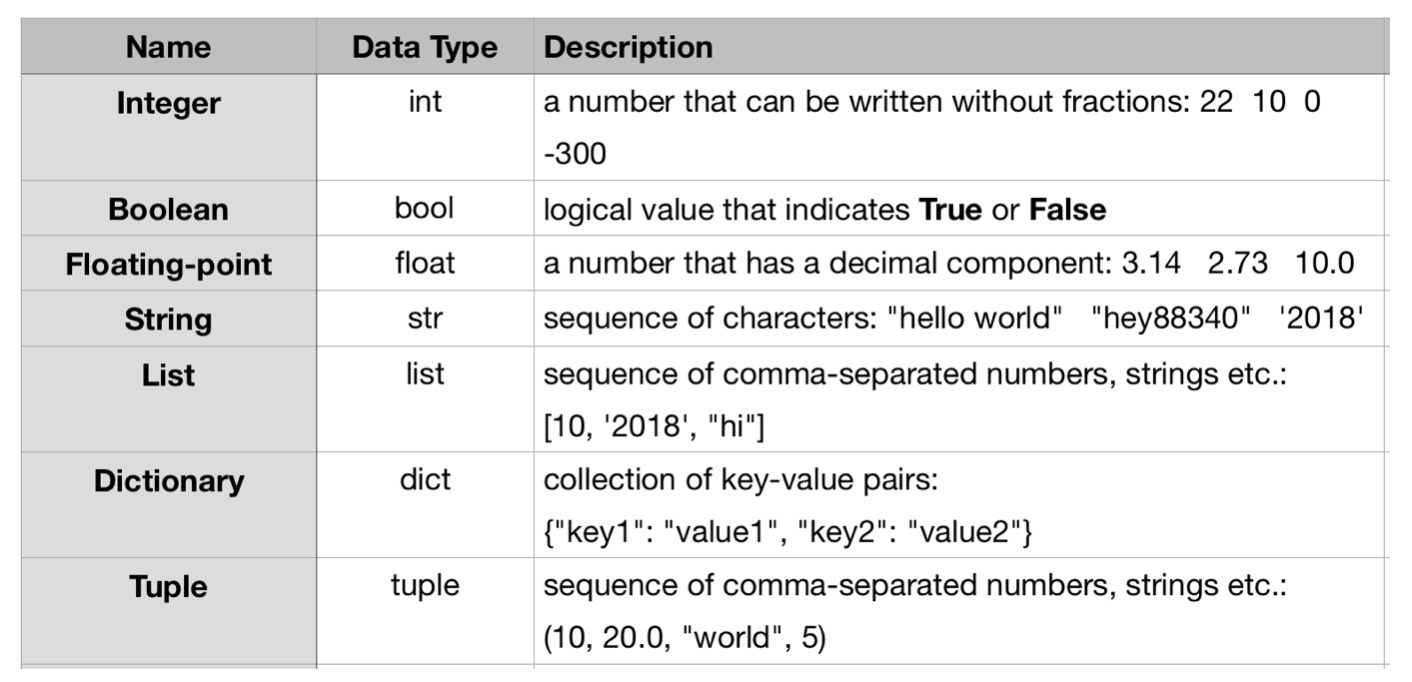 Name Data Type Description
Integer int a number that can be written without fractions: 22 10 0
-300
Boolean bool logical value that indicates True or False
Floating-point float a number that has a decimal component: 3.14 2.73 10.0
String str sequence of characters: "hello world" "hey88340" '2018'
List list sequence of comma-separated numbers, strings etc.:
[10, '2018', "hi"]
Dictionary dict collection of key-value pairs:
{"key1": "value1", "key2": "value2"}
Tuple tuple sequence of comma-separated numbers, strings etc.:
(10, 20.0, "world", 5)